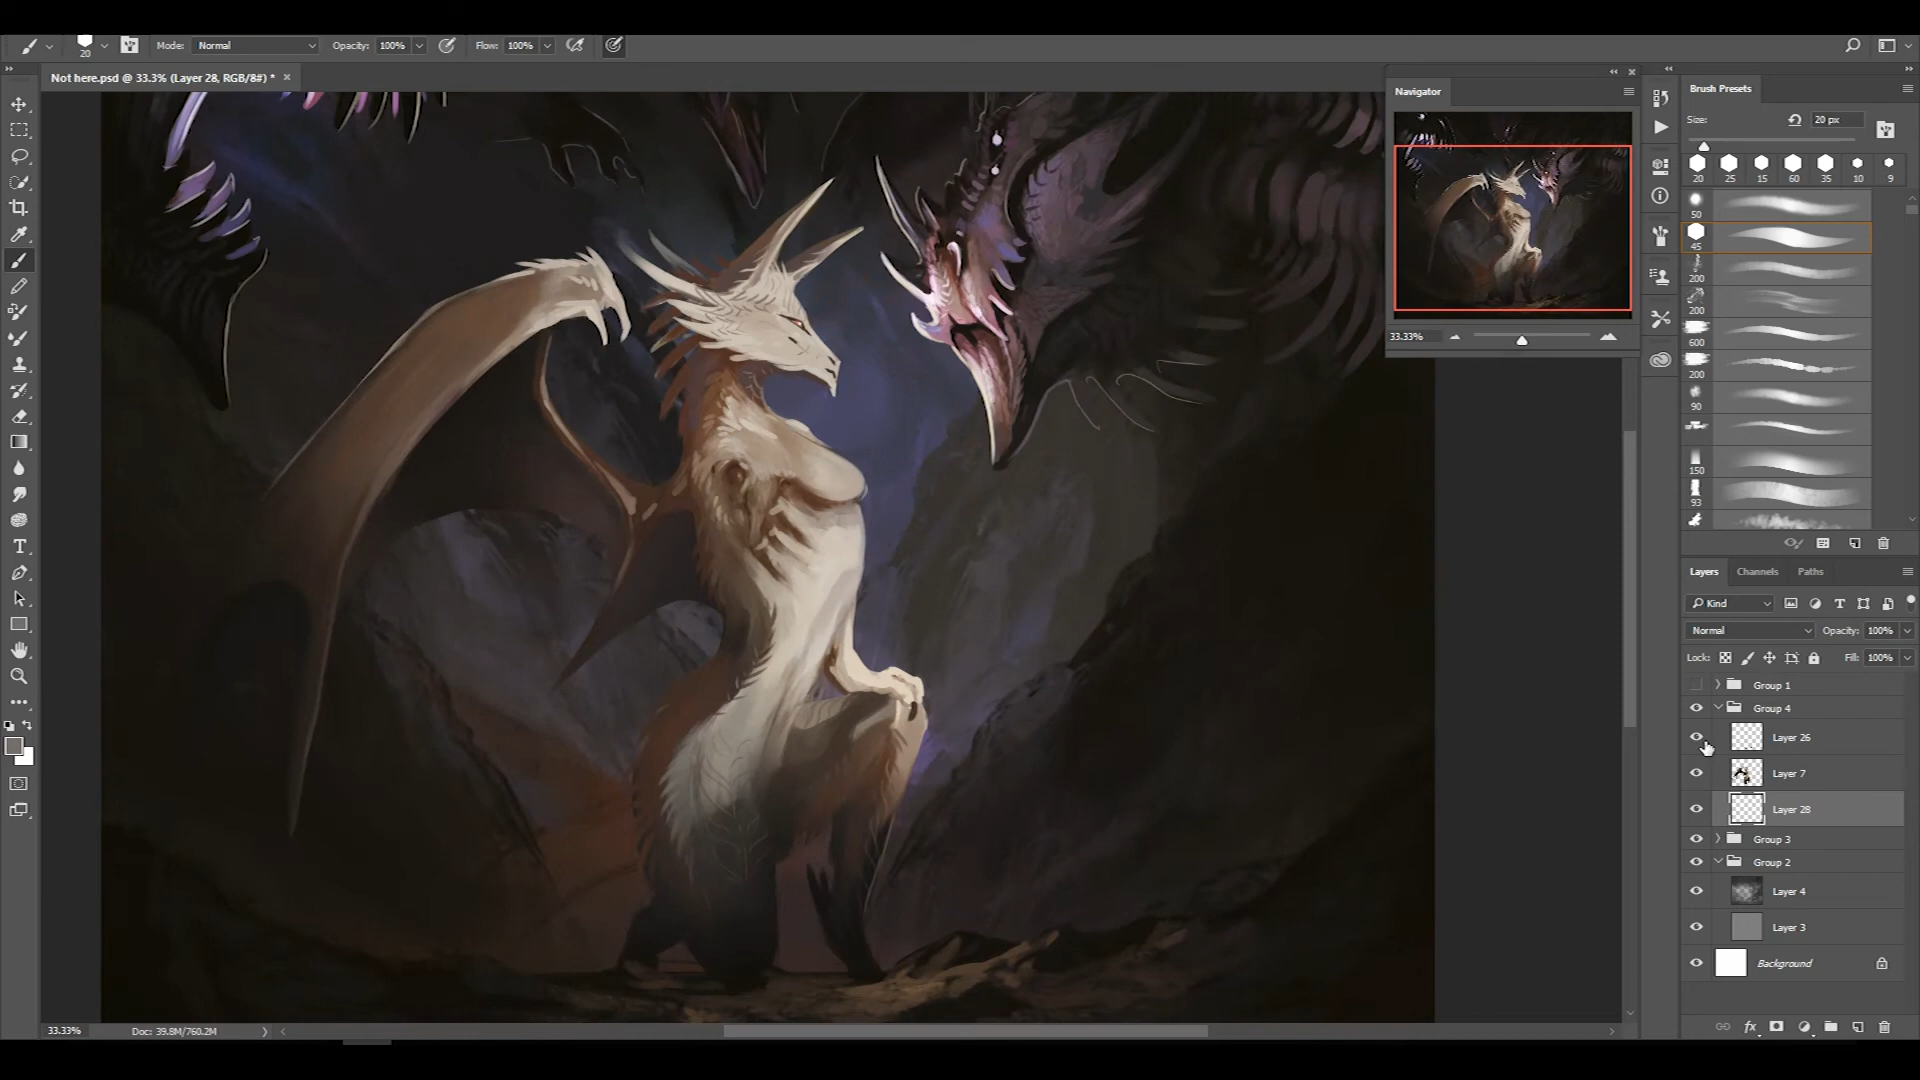 20
Mode: Normal
Opacity: 100%
Flow: 100%
Not here.psd @ 33.3% (Layer 28, RGB/8#) * ×
Navigator
33.33%
Brush Presets
Size: 20 px
20 25 15 60 35 10 9
50
45
200
200
600
200
90
150
93
Layers Channels Paths
Kind
Normal Opacity: 100%
Lock: Fill: 100%
Group 1
Group 4
Layer 26
Layer 7
Layer 28
Group 3
Group 2
Layer 4
Layer 3
Background
33.33% Doc: 39.8M/760.2M